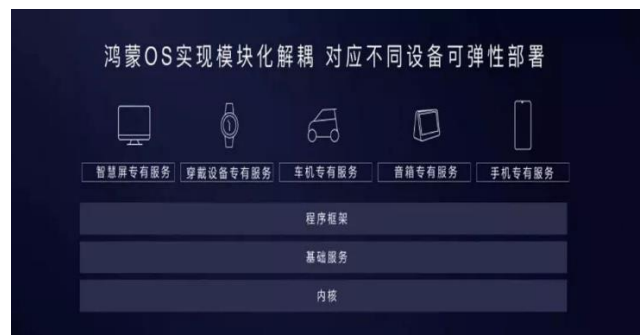 鸿蒙OS实现模块化解耦 对应不同设备可弹性部署
智慧屏专有服务 穿戴设备专有服务 车机专有服务 音箱专有服务 手机专有服务
程序框架
基础服务
内核